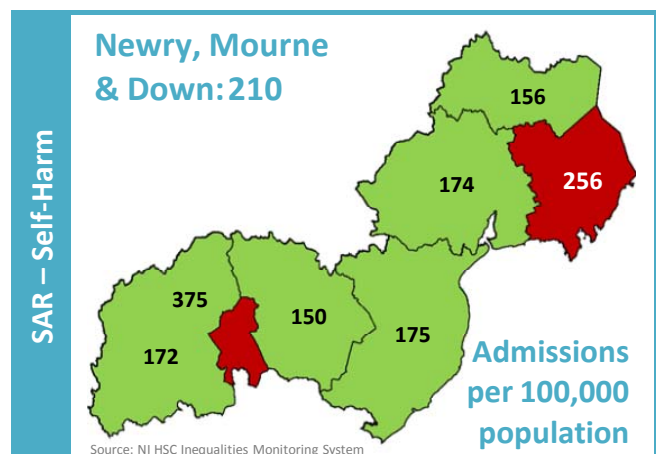 SAR – Self-Harm
Newry, Mourne
& Down: 210
156
174
256
375
150
175
172
Admissions
per 100,000
population
Source: NI HSC Inequalities Monitoring System